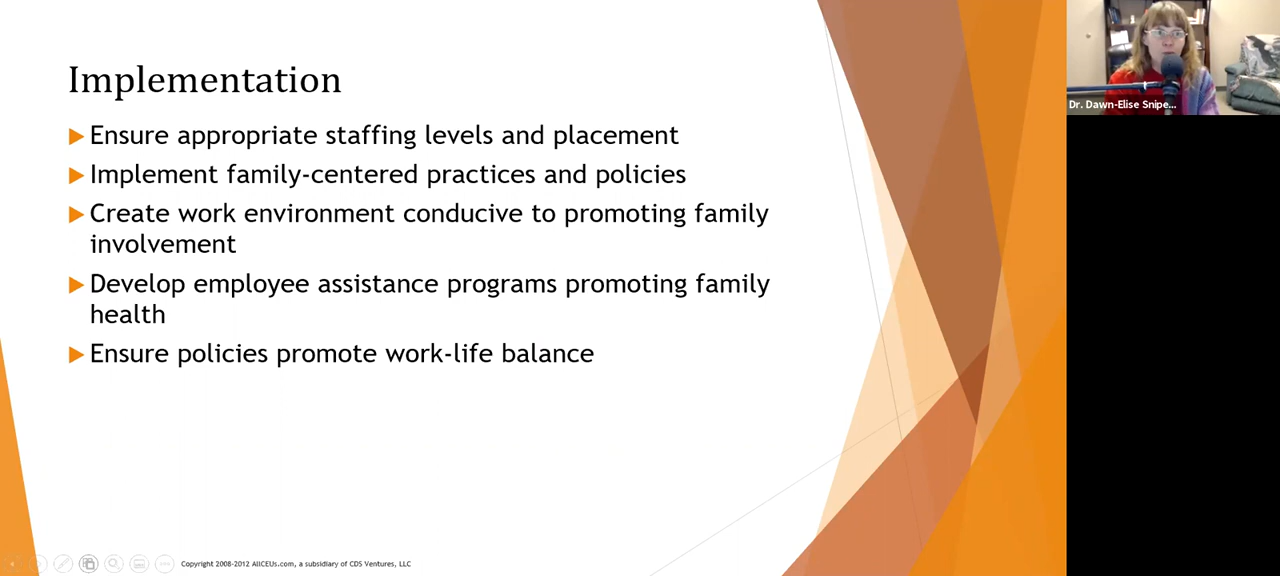 Implementation
Ensure appropriate staffing levels and placement
Implement family-centered practices and policies
Create work environment conducive to promoting family
involvement
Develop employee assistance programs promoting family
health
Ensure policies promote work-life balance
Copyright 2008-2012 AllCEUs.com, a subsidiary of CDS Ventures, LLC
Dr. Dawn-Elise Snipe...